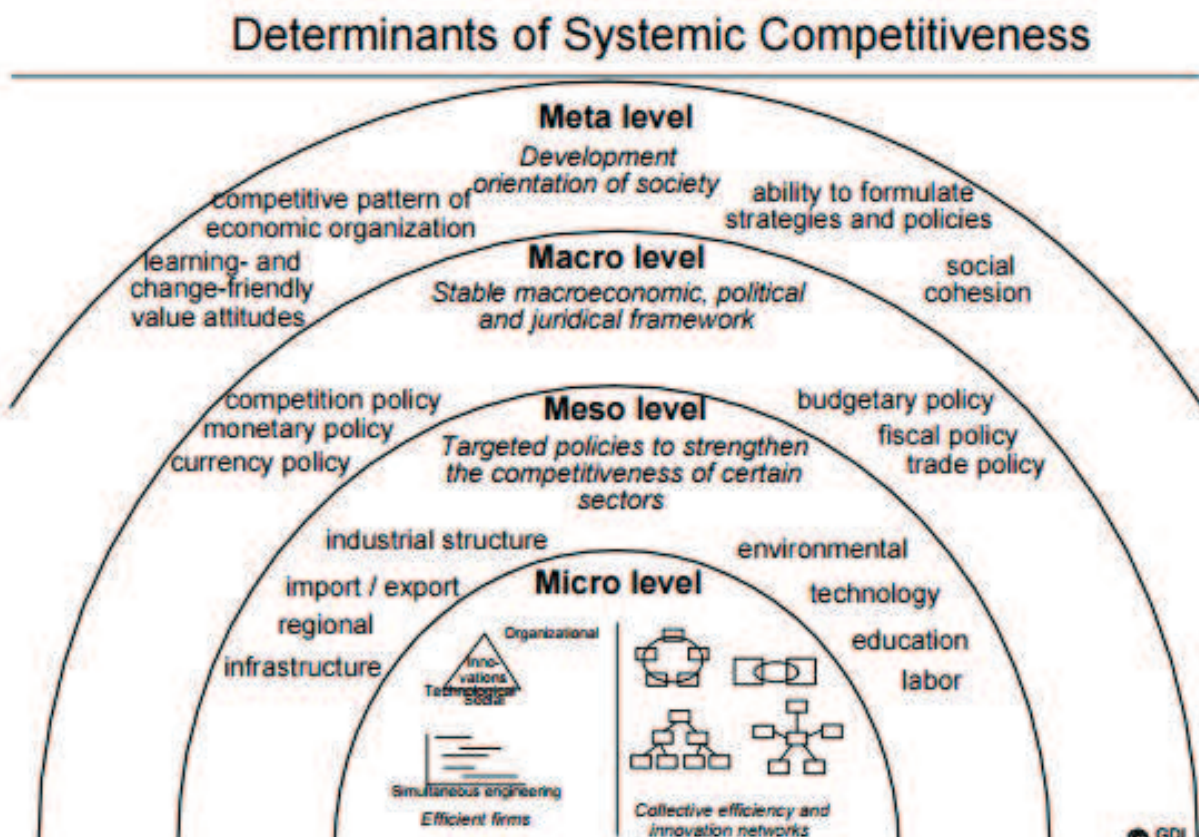 Determinants of Systemic Competitiveness
Meta level
Development
orientation of society
competitive pattern of
economic organization
ability to formulate
strategies and policies
learning- and
change-friendly
value attitudes
social
cohesion
Macro level
Stable macroeconomic, political
and juridical framework
competition policy
monetary policy
currency policy
budgetary policy
fiscal policy
trade policy
Meso level
Targeted policies to strengthen
the competitiveness of certain
sectors
industrial structure
import / export
regional
infrastructure
environmental
technology
education
labor
Micro level
Organizational
Inno-
vations
Technological
Social
Simultaneous engineering
Efficient firms
Collective efficiency and
innovation networks